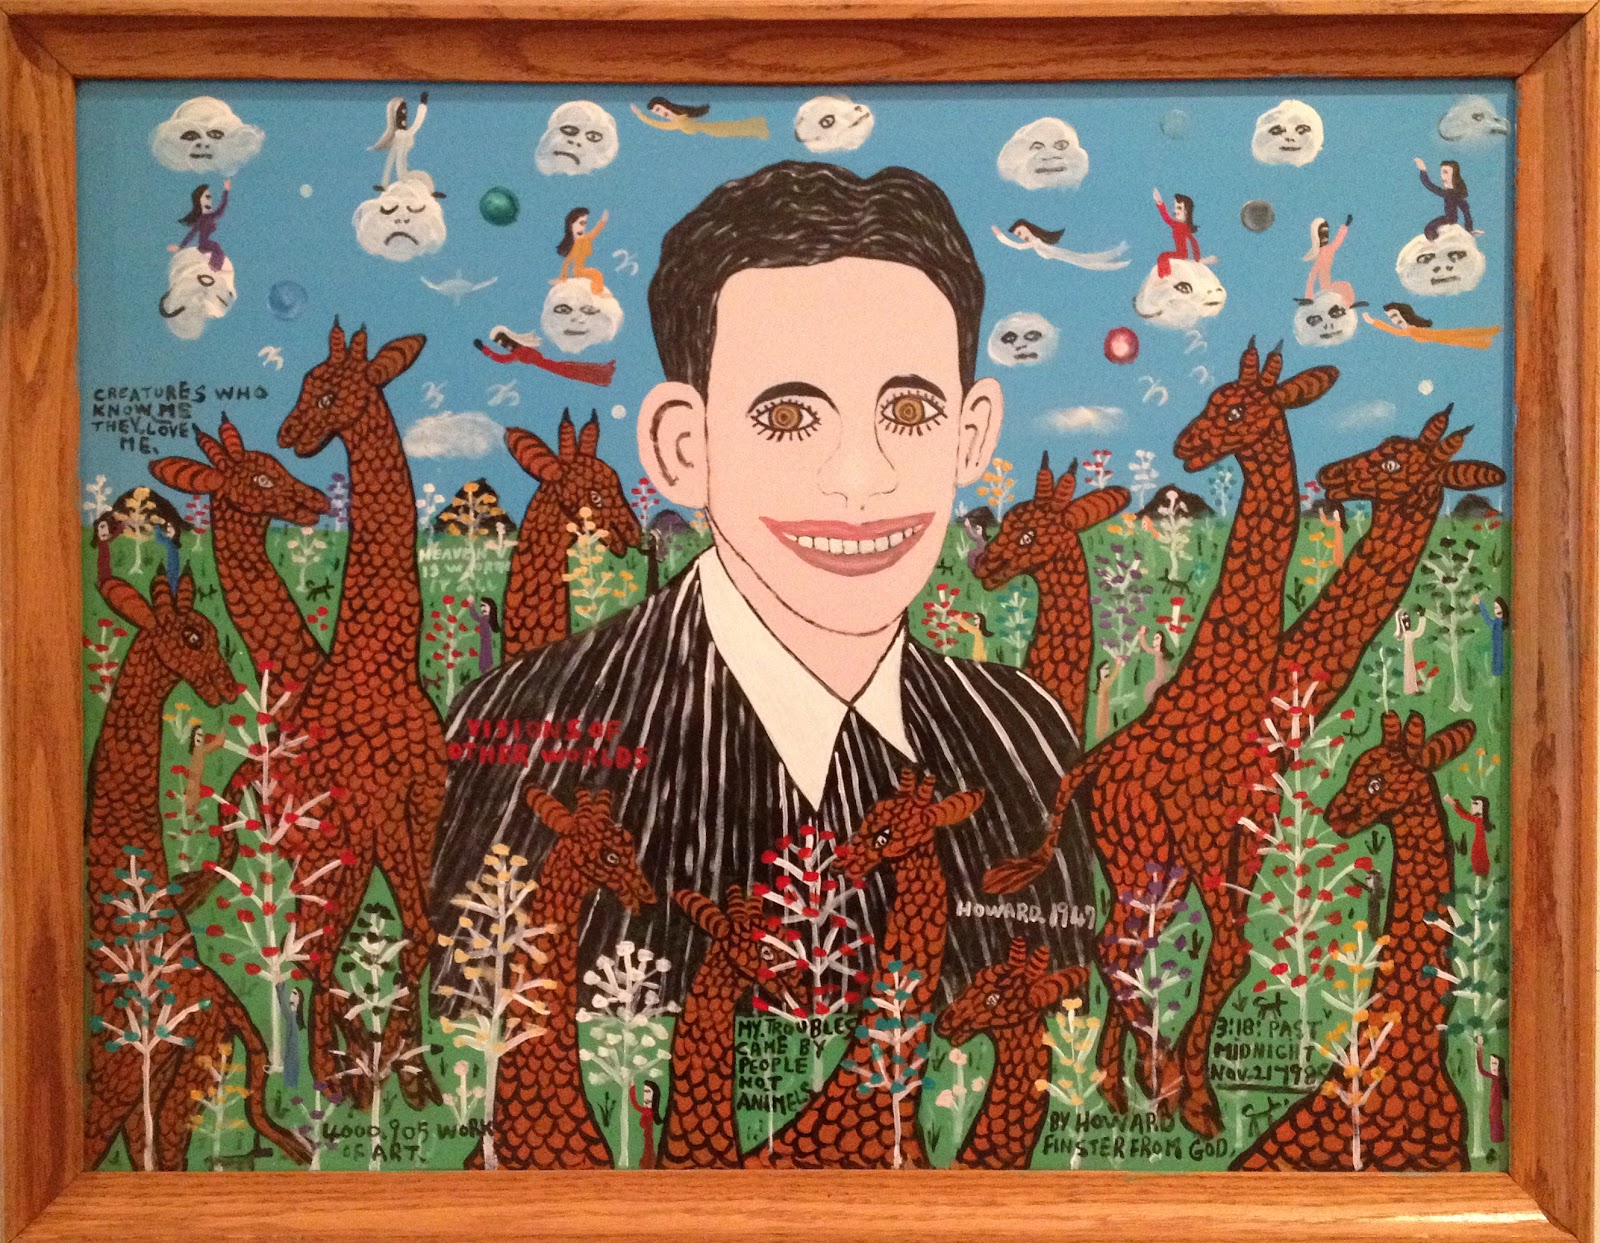 CREATURES WHO
KNOW ME
THEY LOVE
ME.
HEAVEN
IS WORTH
IT ALL
VISIONS OF
OTHER WORLDS
HOWARD. 1947
MY. TROUBLES
CAME BY
PEOPLE
NOT
ANIMELS
3:18: PAST
MIDNIGHT
NOV. 21 1985
4000.905 WORK
OF ART.
BY HOWARD
FINSTER FROM GOD.